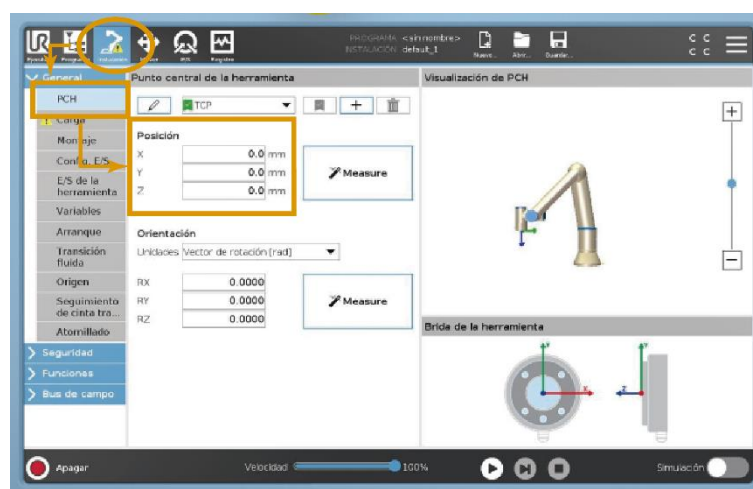 UR
PROGRAMA <sin nombre>
INSTALACIÓN default_1
Nuevo... Abrir... Guardar...
C C
C C
General
PCH
Carga
Montaje
Config. E/S
E/S de la
herramienta
Variables
Arranque
Transición
fluida
Origen
Seguimiento
de cinta tra...
Atornillado
Seguridad
Funciones
Bus de campo
Punto central de la herramienta
TCP
Posición
X 0.0 mm
Y 0.0 mm
Z 0.0 mm
Measure
Orientación
Unidades Vector de rotación [rad]
RX 0.0000
RY 0.0000
RZ 0.0000
Measure
Visualización de PCH
Brida de la herramienta
Y
X
Y
Z
Apagar
Velocidad 100%
Simulación